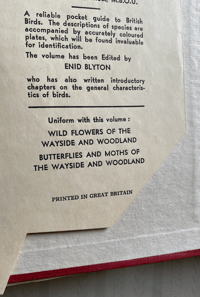 M.B.O.U.
A reliable pocket guide to British
Birds. The descriptions of species are
accompanied by accurately coloured
plates, which will be found invaluable
for identification.
The volume has been Edited by
ENID BLYTON
who has also written introductory
chapters on the general characteris-
tics of birds.
Uniform with this volume :
WILD FLOWERS OF THE
WAYSIDE AND WOODLAND
BUTTERFLIES AND MOTHS OF
THE WAYSIDE AND WOODLAND
PRINTED IN GREAT BRITAIN